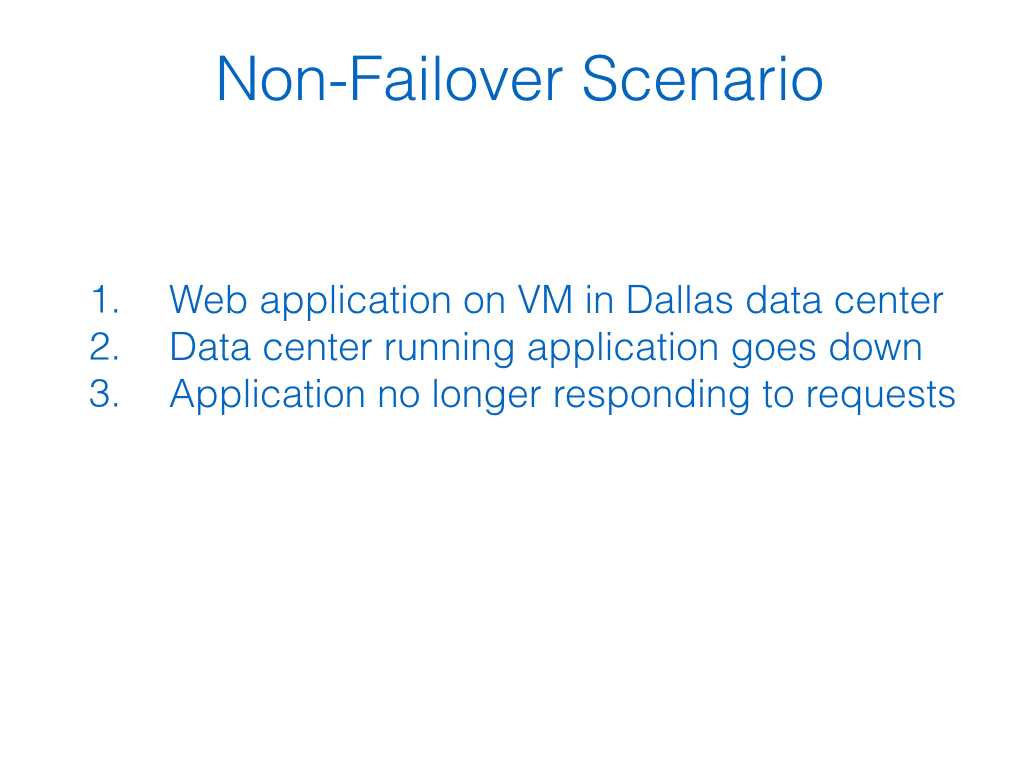 Non-Failover Scenario
1. Web application on VM in Dallas data center
2. Data center running application goes down
3. Application no longer responding to requests